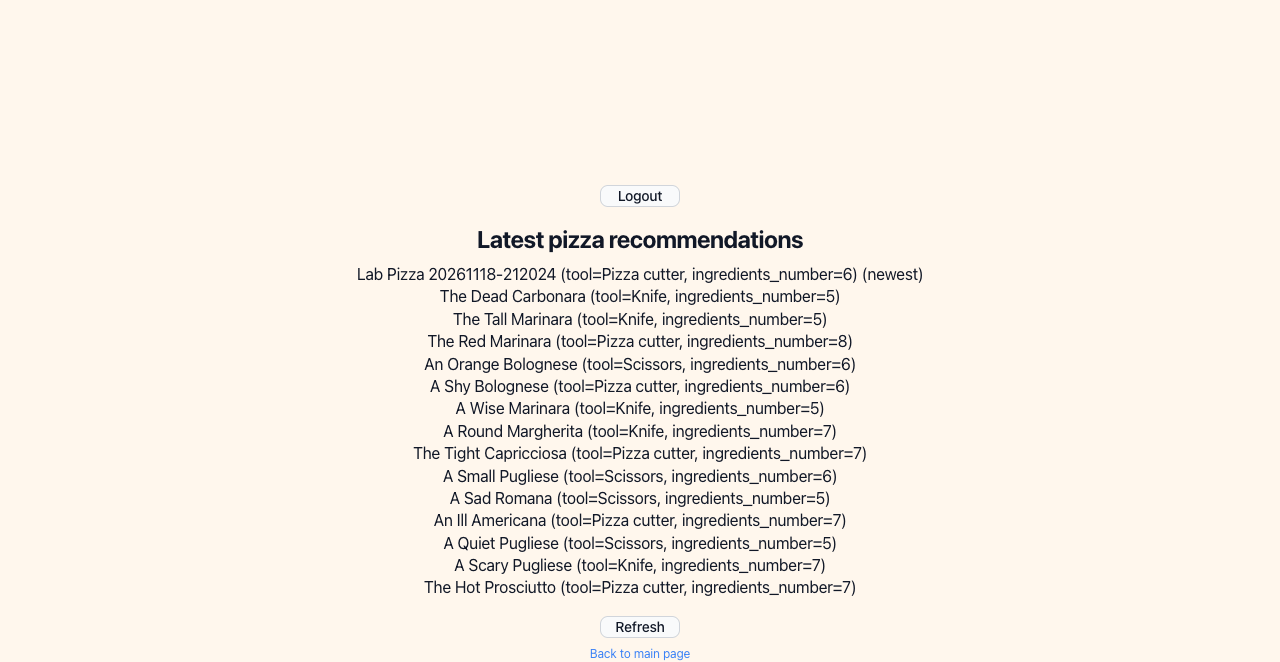 Logout
Latest pizza recommendations
Lab Pizza 20261118-212024 (tool=Pizza cutter, ingredients_number=6) (newest)
The Dead Carbonara (tool=Knife, ingredients_number=5)
The Tall Marinara (tool=Knife, ingredients_number=5)
The Red Marinara (tool=Pizza cutter, ingredients_number=8)
An Orange Bolognese (tool=Scissors, ingredients_number=6)
A Shy Bolognese (tool=Pizza cutter, ingredients_number=6)
A Wise Marinara (tool=Knife, ingredients_number=5)
A Round Margherita (tool=Knife, ingredients_number=7)
The Tight Capricciosa (tool=Pizza cutter, ingredients_number=7)
A Small Pugliese (tool=Scissors, ingredients_number=6)
A Sad Romana (tool=Scissors, ingredients_number=5)
An Ill Americana (tool=Pizza cutter, ingredients_number=7)
A Quiet Pugliese (tool=Scissors, ingredients_number=5)
A Scary Pugliese (tool=Knife, ingredients_number=7)
The Hot Prosciutto (tool=Pizza cutter, ingredients_number=7)
Refresh
Back to main page